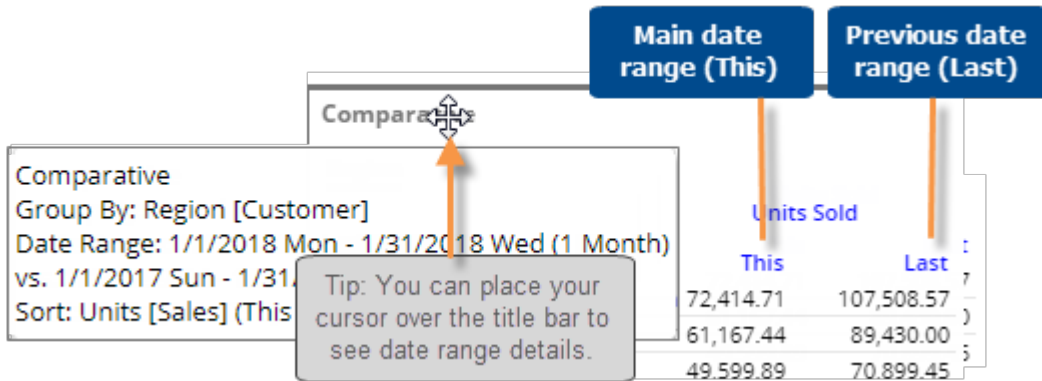 Main date
range (This)
Previous date
range (Last)
Comparative
Comparative
Group By: Region [Customer]
Date Range: 1/1/2018 Mon - 1/31/2018 Wed (1 Month)
vs. 1/1/2017 Sun - 1/31/
Sort: Units [Sales] (This
Tip: You can place your
cursor over the title bar to
see date range details.
Units Sold
This Last
72,414.71 107,508.57
61,167.44 89,430.00
49,599.89 70,899.45